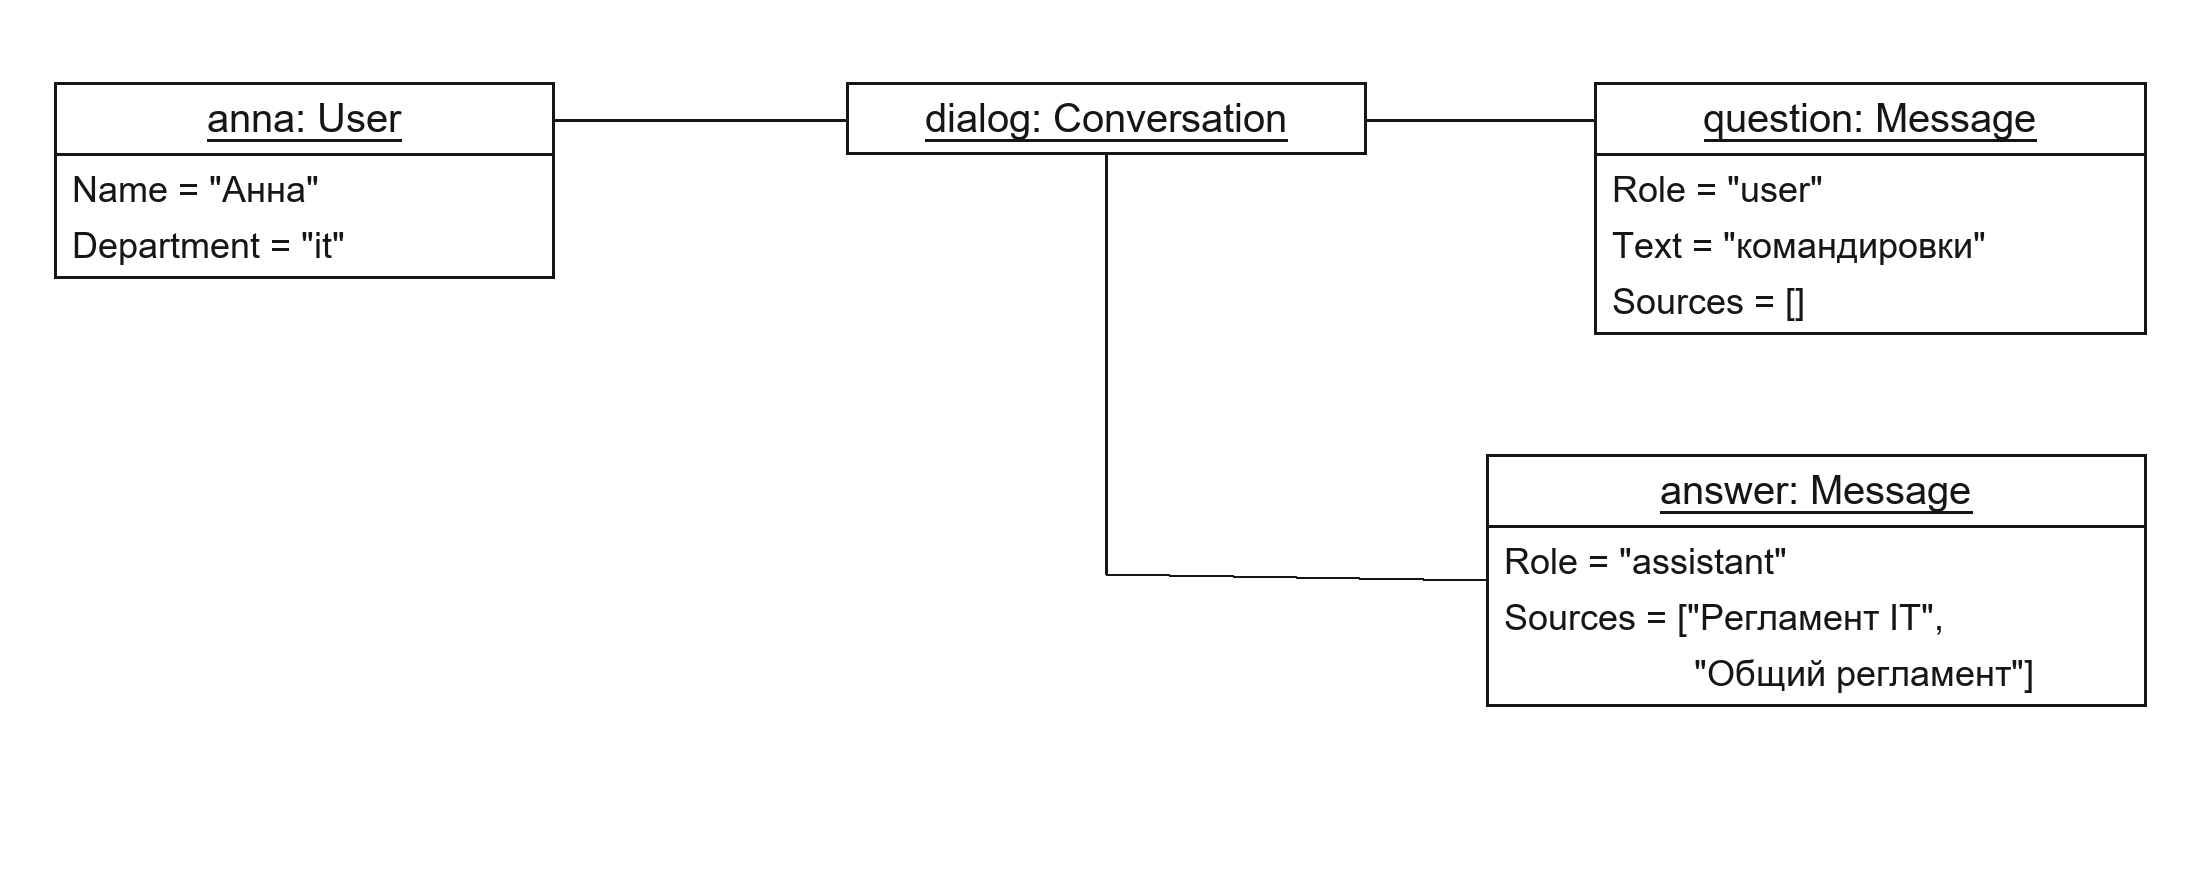 anna: User
Name = "Анна"
Department = "it"
dialog: Conversation
question: Message
Role = "user"
Text = "командировки"
Sources = []
answer: Message
Role = "assistant"
Sources = ["Регламент IT",
"Общий регламент"]